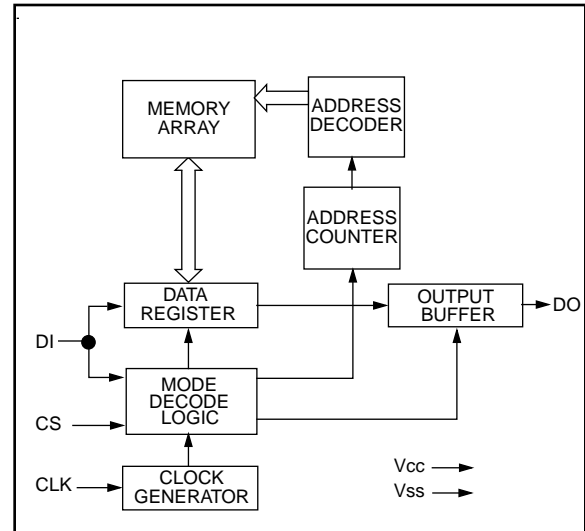 MEMORY
ARRAY
ADDRESS
DECODER
ADDRESS
COUNTER
DATA
REGISTER
OUTPUT
BUFFER
DO
DI
MODE
DECODE
LOGIC
CS
CLK
CLOCK
GENERATOR
Vcc
Vss